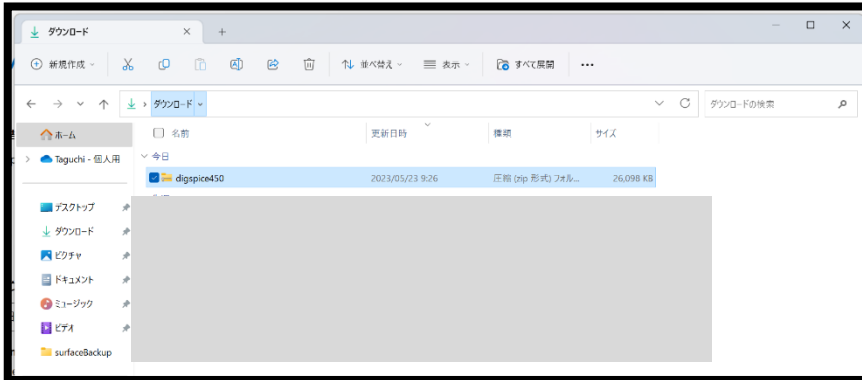 ダウンロード
新規作成
並べ替え
表示
すべて展開
ダウンロード
ダウンロードの検索
ホーム
名前
更新日時
種類
サイズ
Taguchi - 個人用
今日
digspice450
2023/05/23 9:26
圧縮 (zip 形式) フォル...
26,098 KB
デスクトップ
ダウンロード
ピクチャ
ドキュメント
ミュージック
ビデオ
surfaceBackup